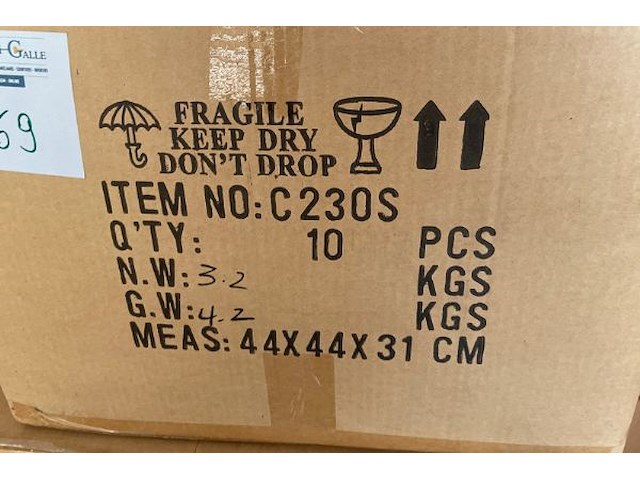 GALLE
69
FRAGILE
KEEP DRY
DON'T DROP
ITEM NO: C230S
Q'TY: 10 PCS
N.W: 3.2 KGS
G.W: 4.2 KGS
MEAS: 44X44X31 CM